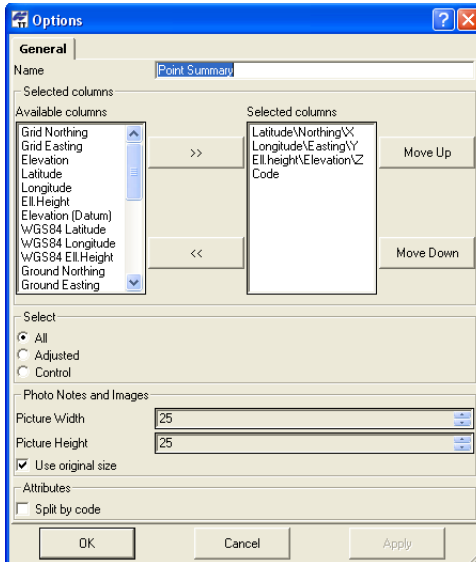 Options
General
Name Point Summary
Selected columns
Available columns Selected columns
Grid Northing
Grid Easting
Elevation
Latitude
Longitude
Ell.Height
Elevation (Datum)
WGS84 Latitude
WGS84 Longitude
WGS84 Ell.Height
Ground Northing
Ground Easting
>>
<<
Latitude\Northing\X
Longitude\Easting\Y
Ell.height\Elevation\Z
Code
Move Up
Move Down
Select
All
Adjusted
Control
Photo Notes and Images
Picture Width 25
Picture Height 25
Use original size
Attributes
Split by code
OK Cancel Apply